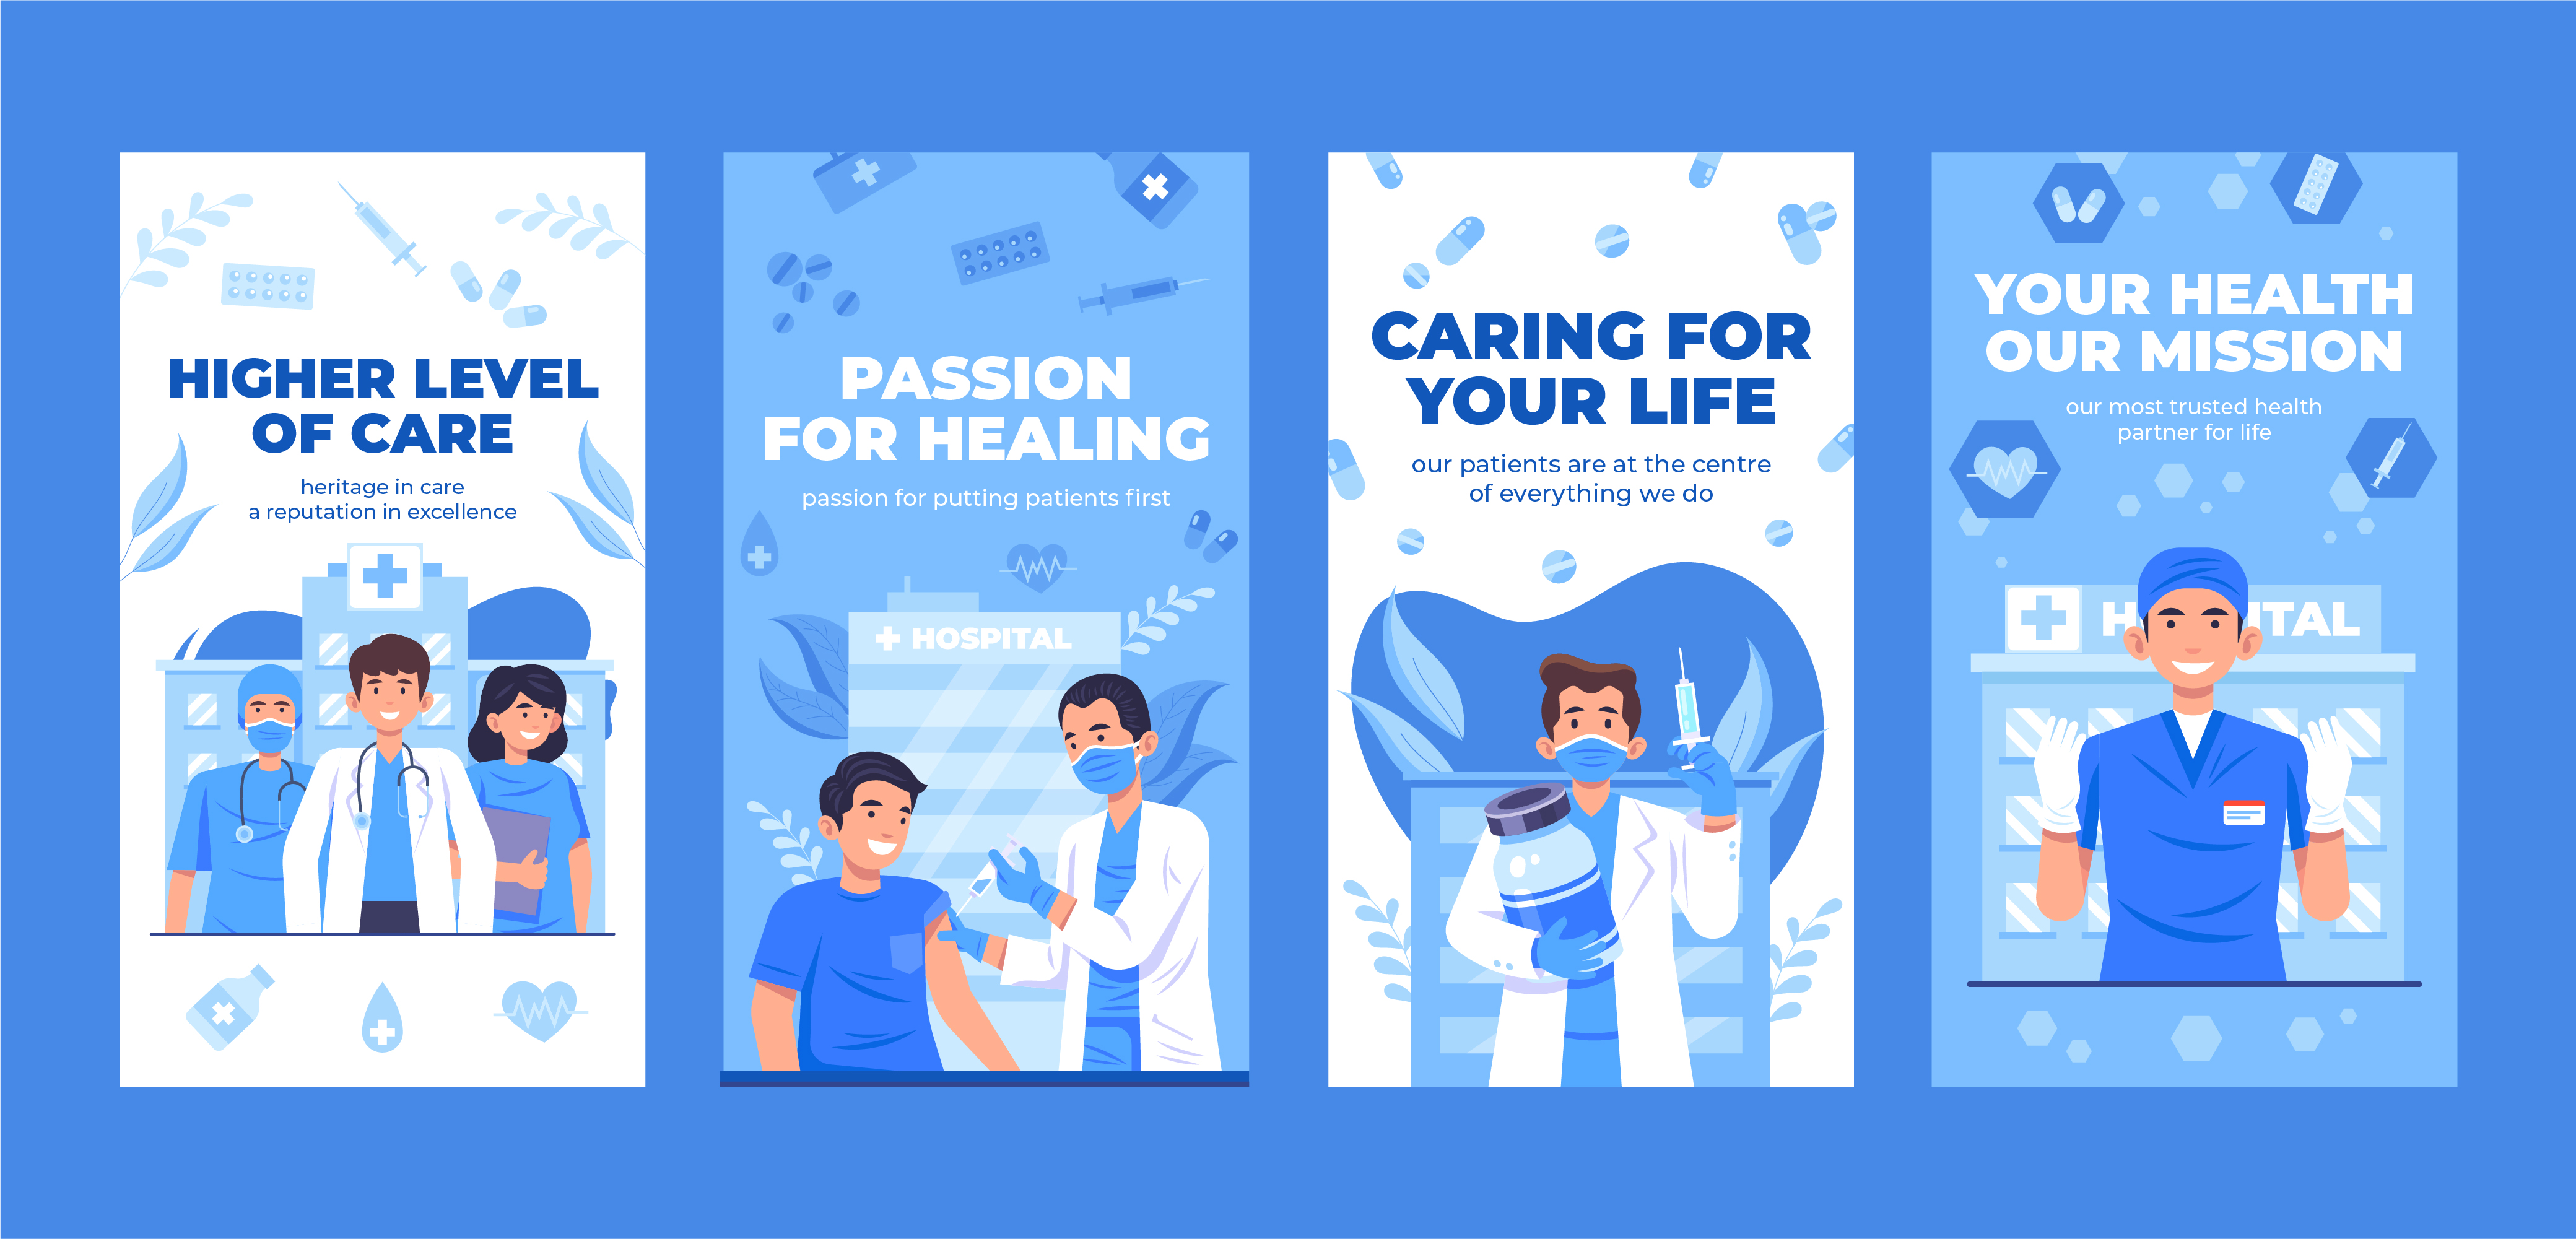 HIGHER LEVEL
OF CARE
heritage in care
a reputation in excellence
PASSION
FOR HEALING
passion for putting patients first
HOSPITAL
CARING FOR
YOUR LIFE
our patients are at the centre
of everything we do
YOUR HEALTH
OUR MISSION
our most trusted health
partner for life